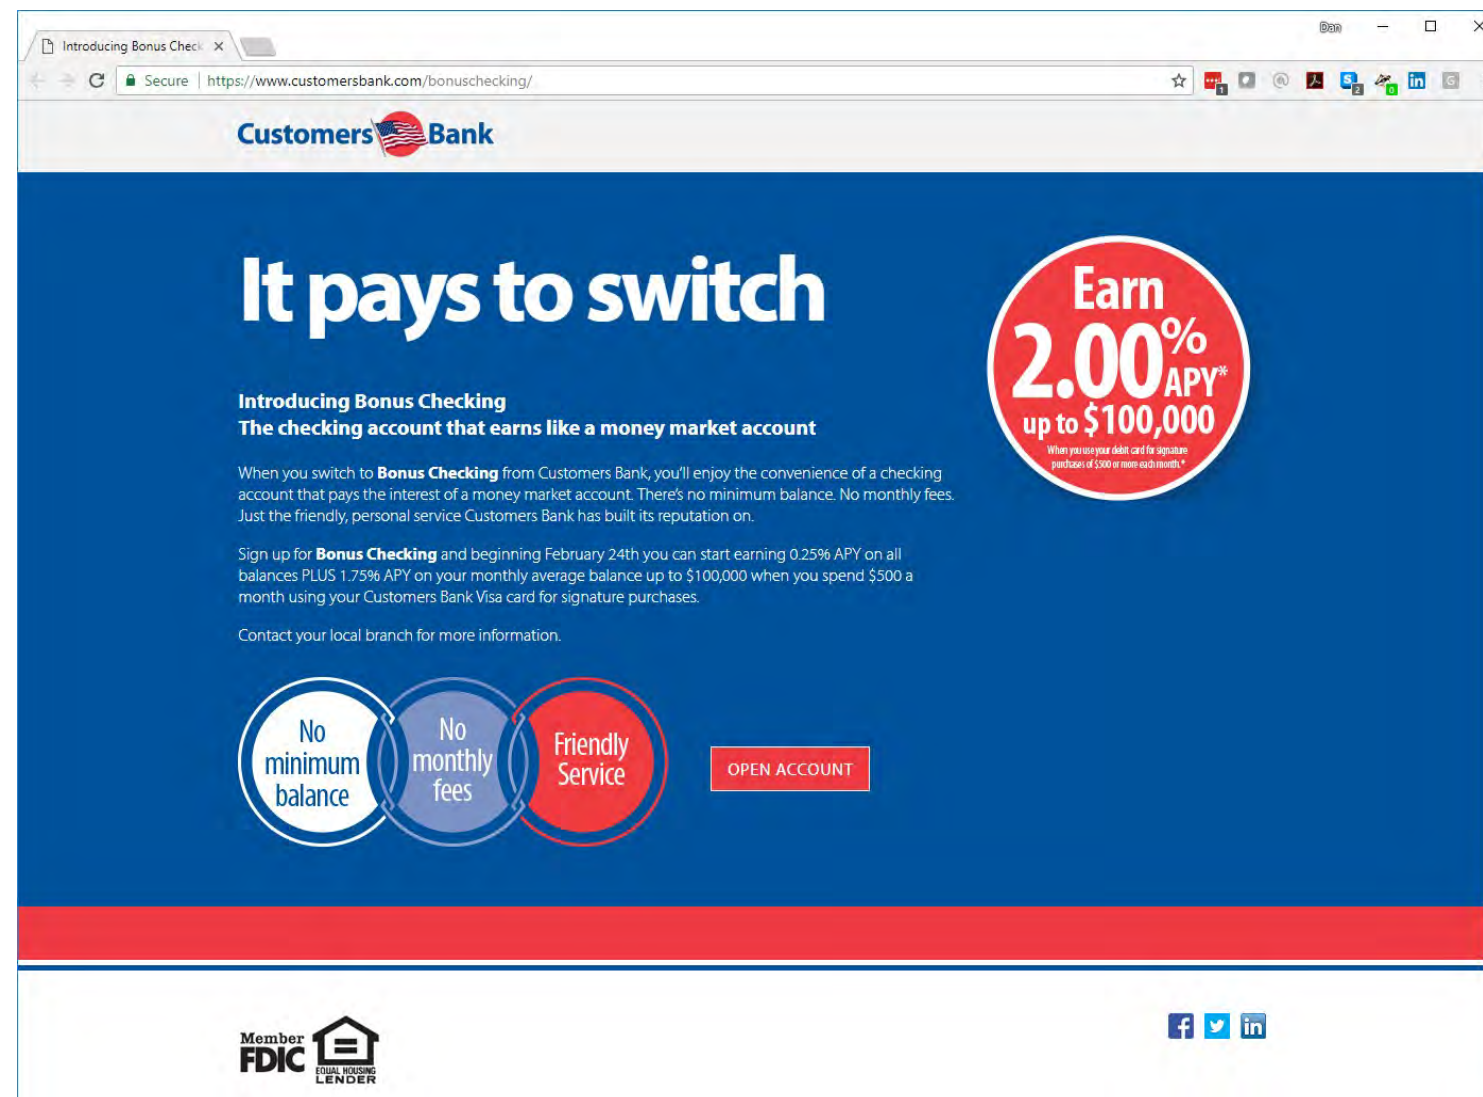 Dan
Introducing Bonus Chec
Secure | https://www.customersbank.com/bonuschecking/
Customers Bank
It pays to switch
Earn
2.00%
APY*
up to $100,000
When you use your debit card for signature
purchases of $500 or more each month.*
Introducing Bonus Checking
The checking account that earns like a money market account
When you switch to Bonus Checking from Customers Bank, you'll enjoy the convenience of a checking
account that pays the interest of a money market account. There's no minimum balance. No monthly fees.
Just the friendly, personal service Customers Bank has built its reputation on.
Sign up for Bonus Checking and beginning February 24th you can start earning 0.25% APY on all
balances PLUS 1.75% APY on your monthly average balance up to $100,000 when you spend $500 a
month using your Customers Bank Visa card for signature purchases.
Contact your local branch for more information.
No
minimum
balance
No
monthly
fees
Friendly
Service
OPEN ACCOUNT
Member
FDIC
EQUAL HOUSING
LENDER